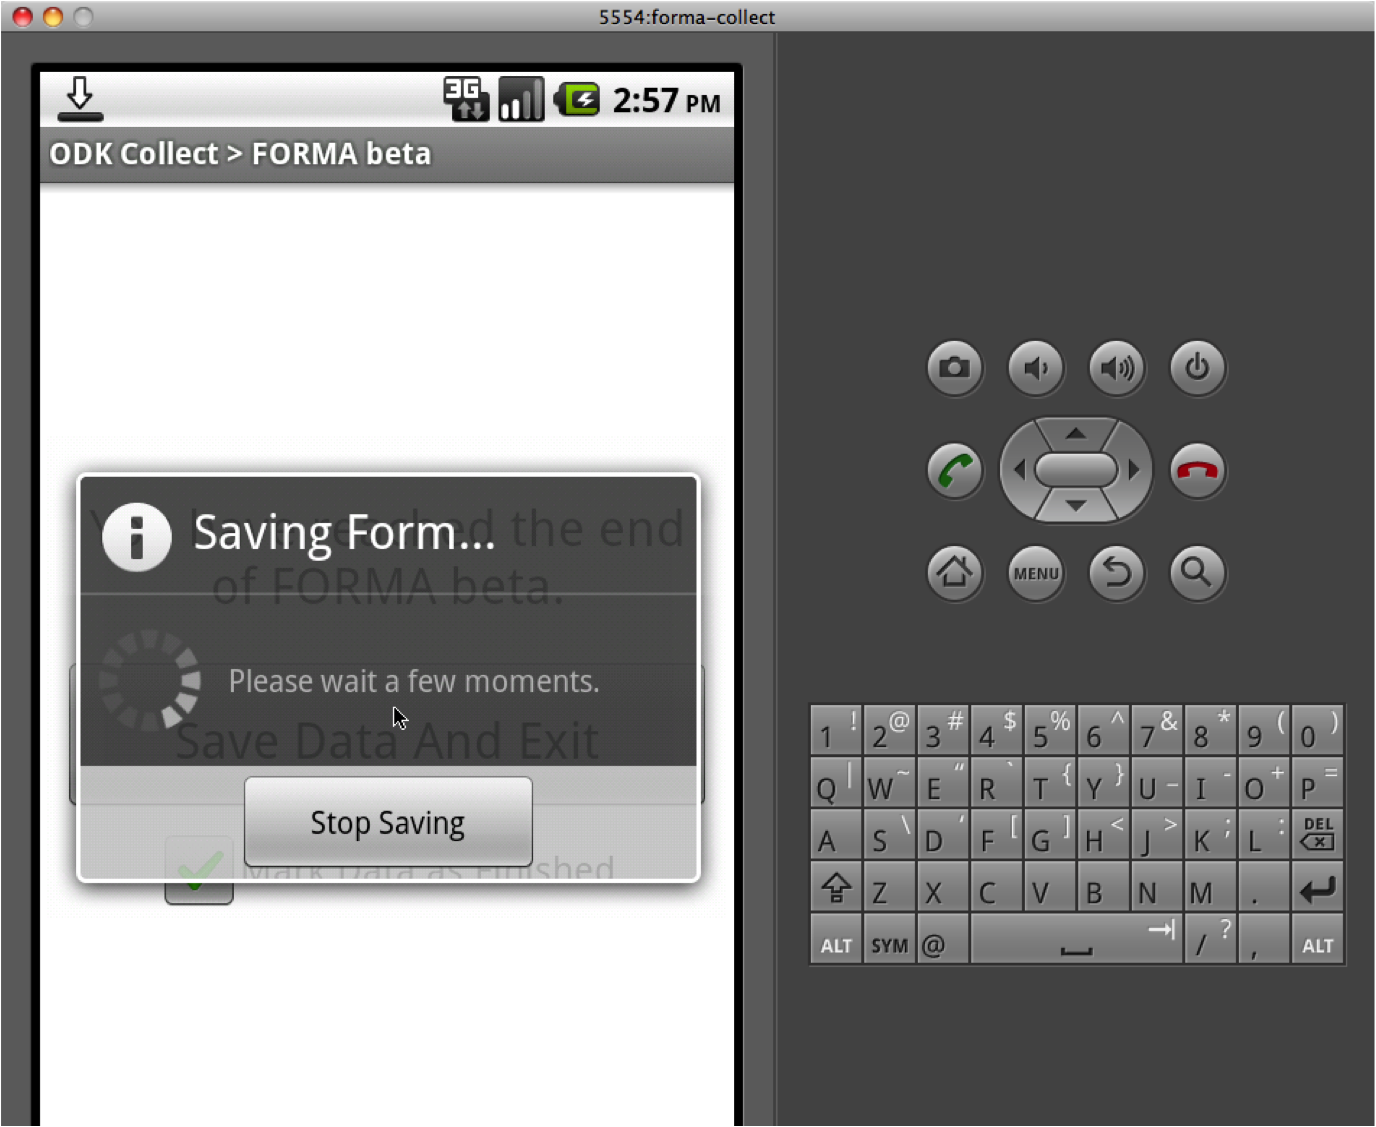 5554:forma-collect
3G
2:57 PM
ODK Collect > FORMA beta
Saving Form...
the end
of FORMA beta.
Please wait a few moments.
Save Data And Exit
Stop Saving
Mark Data as Finished
MENU
1 ! 2 @ 3 # 4 $ 5 % 6 ^ 7 & 8 * 9 ( 0 )
Q | W ~ E “ R ` T { Y } U _ I - O + P =
A S \ D ‘ F [ G ] H < J > K ; L : DEL
Z X C V B N M .
ALT SYM @ / ? , ALT